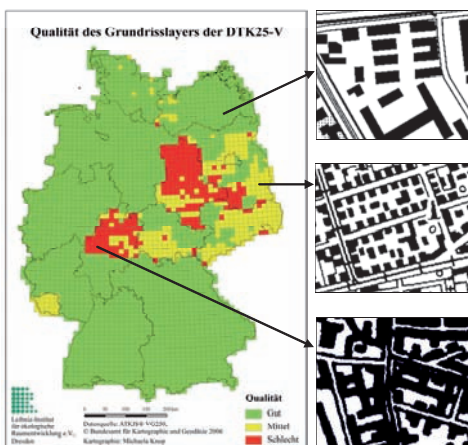 Qualität des Grundrisslayers der DTK25-V
Qualität
Gut
Mittel
Schlecht
Leibniz-Institut
für ökologische
Raumentwicklung e.V.,
Dresden
Datenquelle: ATKIS® VG250,
© Bundesamt für Kartographie und Geodäsie 2006
Kartographie: Michaela Knop